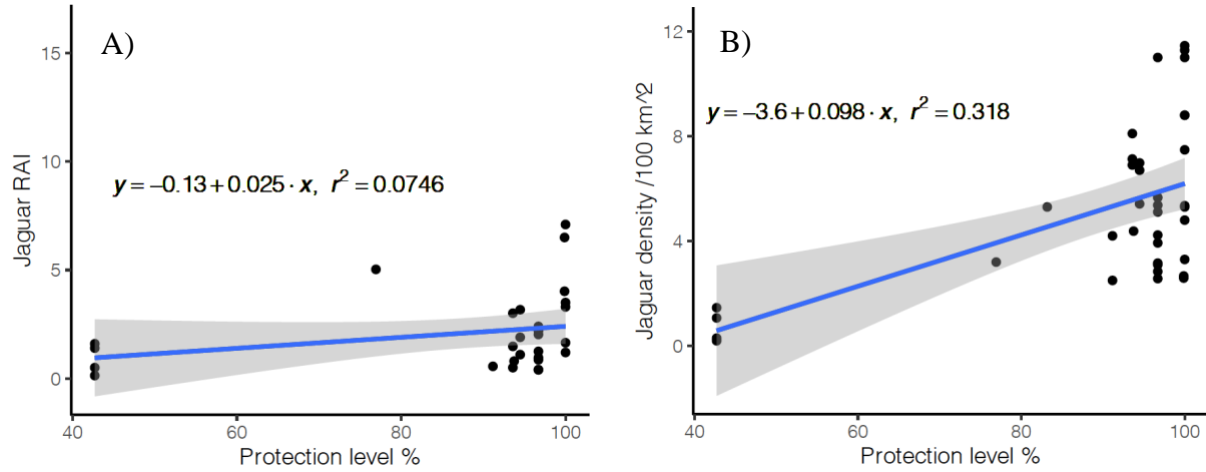 A)
15
10
5
0
Jaguar RAI
y = −0.13 + 0.025 · x, r² = 0.0746
40 60 80 100
Protection level %
B)
12
8
4
0
Jaguar density /100 km^2
y = −3.6 + 0.098 · x, r² = 0.318
40 60 80 100
Protection level %